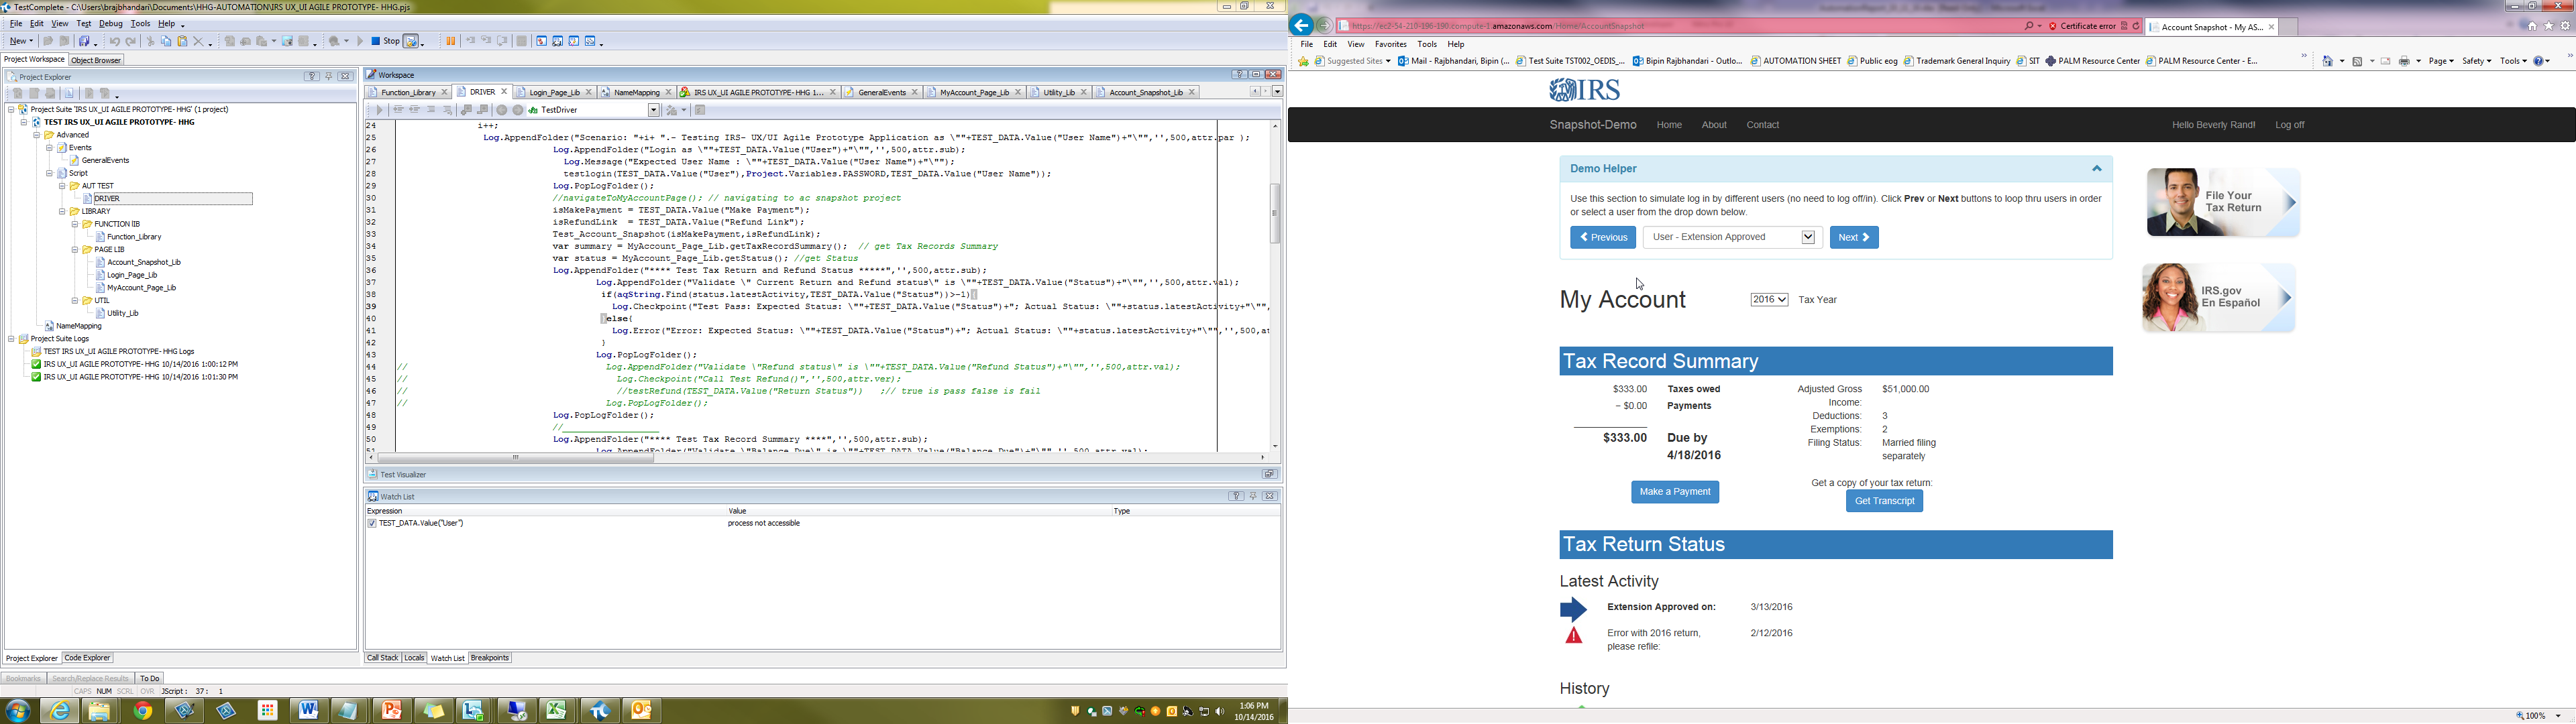 TestComplete - C:\Users\brajbhandari\Documents\HHG-AUTOMATION\IRS UX_UI AGILE PROTOTYPE- HHG.pjs
File Edit View Test Debug Tools Help
New Stop
Project Workspace Object Browser
Project Explorer
Project Suite 'IRS UX_UI AGILE PROTOTYPE-HHG' (1 project)
TEST IRS UX_UI AGILE PROTOTYPE- HHG
Advanced
Events
GeneralEvents
Script
AUT TEST
DRIVER
LIBRARY
FUNCTION lIB
Function_Library
PAGE LIB
Account_Snapshot_Lib
Login_Page_Lib
MyAccount_Page_Lib
UTIL
Utility_Lib
NameMapping
Project Suite Logs
TEST IRS UX_UI AGILE PROTOTYPE- HHG Logs
IRS UX_UI AGILE PROTOTYPE- HHG 10/14/2016 1:00:12 PM
IRS UX_UI AGILE PROTOTYPE- HHG 10/14/2016 1:01:30 PM
Project Explorer Code Explorer
Workspace
Function_Library DRIVER Login_Page_Lib NameMapping IRS UX_UI AGILE PROTOTYPE- HHG 1... GeneralEvents MyAccount_Page_Lib Utility_Lib Account_Snapshot_Lib
TestDriver
24 i++;
25 Log.AppendFolder("Scenario: "+i+ ".- Testing IRS- UX/UI Agile Prototype Application as \""+TEST_DATA.Value("User Name")+"\"",'',500,attr.par );
26 Log.AppendFolder("Login as \""+TEST_DATA.Value("User")+"\"",'',500,attr.sub);
27 Log.Message("Expected User Name : \""+TEST_DATA.Value("User Name")+"\"");
28 testlogin(TEST_DATA.Value("User"),Project.Variables.PASSWORD,TEST_DATA.Value("User Name"));
29 Log.PopLogFolder();
30 //navigateToMyAccountPage(); // navigating to ac snapshot project
31 isMakePayment = TEST_DATA.Value("Make Payment");
32 isRefundLink = TEST_DATA.Value("Refund Link");
33 Test_Account_Snapshot(isMakePayment,isRefundLink);
34 var summary = MyAccount_Page_Lib.getTaxRecordSummary(); // get Tax Records Summary
35 var status = MyAccount_Page_Lib.getStatus(); //get Status
36 Log.AppendFolder("**** Test Tax Return and Refund Status *****",'',500,attr.sub);
37 Log.AppendFolder("Validate \" Current Return and Refund status\" is \""+TEST_DATA.Value("Status")+"\"",'',500,attr.val);
38 if(aqString.Find(status.latestActivity,TEST_DATA.Value("Status"))>-1){
39 Log.Checkpoint("Test Pass: Expected Status: \""+TEST_DATA.Value("Status")+"; Actual Status: \""+status.latestActivity+"\"",
40 }else{
41 Log.Error("Error: Expected Status: \""+TEST_DATA.Value("Status")+"; Actual Status: \""+status.latestActivity+"\"",'',500,at
42 }
43 Log.PopLogFolder();
44 // Log.AppendFolder("Validate \"Refund status\" is \""+TEST_DATA.Value("Refund Status")+"\"",'',500,attr.val);
45 // Log.Checkpoint("Call Test Refund()",'',500,attr.ver);
46 // //testRefund(TEST_DATA.Value("Return Status")) ;// true is pass false is fail
47 // Log.PopLogFolder();
48 Log.PopLogFolder();
49 //____________________
50 Log.AppendFolder("**** Test Tax Record Summary ****",'',500,attr.sub);
51 Log.AppendFolder("Validate \"Balance Due\" is \""+TEST_DATA.Value("Balance Due")+"\"",'',500,attr.val);
Test Visualizer
Watch List
Expression Value Type
TEST_DATA.Value("User") process not accessible
Call Stack Locals Watch List Breakpoints
Bookmarks Search/Replace Results To Do
CAPS NUM SCRL OVR JScript : 37 : 1
1:06 PM
10/14/2016
https://ec2-54-210-196-190.compute-1.amazonaws.com/Home/AccountSnapshot Certificate error Account Snapshot - My AS...
File Edit View Favorites Tools Help
Suggested Sites Mail - Rajbhandari, Bipin (... Test Suite TST002_OEDIS_... Bipin Rajbhandari - Outlo... AUTOMATION SHEET Public eog Trademark General Inquiry SIT PALM Resource Center PALM Resource Center - E... Page Safety Tools
IRS
Snapshot-Demo Home About Contact Hello Beverly Rand! Log off
Demo Helper
Use this section to simulate log in by different users (no need to log off/in). Click Prev or Next buttons to loop thru users in order
or select a user from the drop down below.
Previous User - Extension Approved Next
File Your
Tax Return
IRS.gov
En Español
My Account 2016 Tax Year
Tax Record Summary
$333.00 Taxes owed Adjusted Gross $51,000.00
– $0.00 Payments Income:
Deductions: 3
Exemptions: 2
$333.00 Due by Filing Status: Married filing
4/18/2016 separately
Get a copy of your tax return:
Make a Payment Get Transcript
Tax Return Status
Latest Activity
Extension Approved on: 3/13/2016
Error with 2016 return, 2/12/2016
please refile:
History
100%